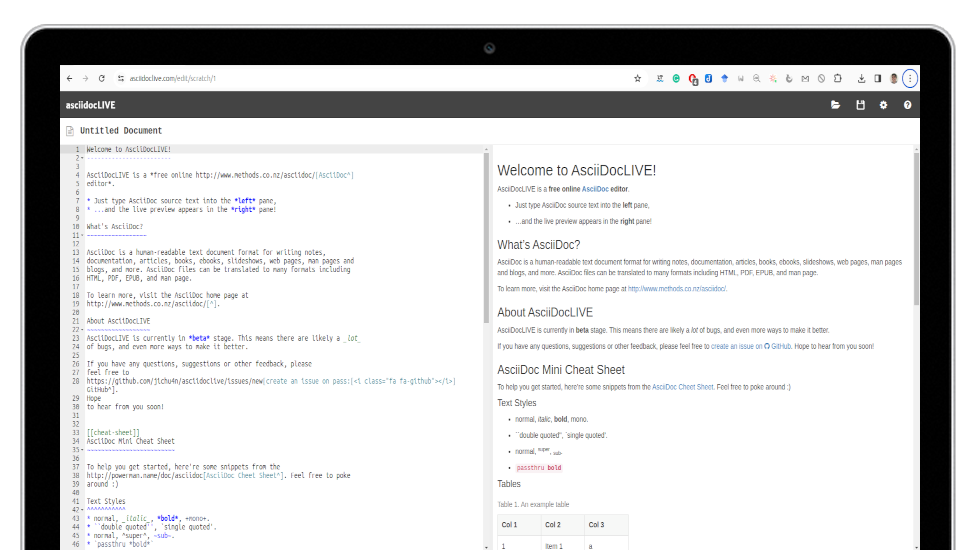 asciidoclive.com/edit/scratch/1
asciidocLIVE
Untitled Document
1 Welcome to AsciiDocLIVE!
2 -----------------------
3
4 AsciiDocLIVE is a *free online http://www.methods.co.nz/asciidoc/[AsciiDoc^]
5 editor*.
6
7 * Just type AsciiDoc source text into the *left* pane,
8 * ...and the live preview appears in the *right* pane!
9
10 What's AsciiDoc?
11 ----------------
12
13 AsciiDoc is a human-readable text document format for writing notes,
14 documentation, articles, books, ebooks, slideshows, web pages, man pages and
15 blogs, and more. AsciiDoc files can be translated to many formats including
16 HTML, PDF, EPUB, and man page.
17
18 To learn more, visit the AsciiDoc home page at
19 http://www.methods.co.nz/asciidoc/[^].
20
21 About AsciiDocLIVE
22 ~~~~~~~~~~~~~~~~~~
23 AsciiDocLIVE is currently in *beta* stage. This means there are likely a _lot_
24 of bugs, and even more ways to make it better.
25
26 If you have any questions, suggestions or other feedback, please
27 feel free to
28 https://github.com/jichu4n/asciidoclive/issues/new[create an issue on pass:[<i class="fa fa-github"></i>]
GitHub^].
29 Hope
30 to hear from you soon!
31
32
33 [[cheat-sheet]]
34 AsciiDoc Mini Cheat Sheet
35 ~~~~~~~~~~~~~~~~~~~~~~~~~
36
37 To help you get started, here're some snippets from the
38 http://powerman.name/doc/asciidoc[AsciiDoc Cheet Sheet^]. Feel free to poke
39 around :)
40
41 Text Styles
42 ^^^^^^^^^^^
43 * normal, _italic_, *bold*, +mono+.
44 * ``double quoted'', `single quoted'.
45 * normal, ^super^, ~sub~.
46 * `passthru *bold*`
Welcome to AsciiDocLIVE!
AsciiDocLIVE is a free online AsciiDoc editor.
• Just type AsciiDoc source text into the left pane,
• …and the live preview appears in the right pane!
What's AsciiDoc?
AsciiDoc is a human-readable text document format for writing notes, documentation, articles, books, ebooks, slideshows, web pages, man pages
and blogs, and more. AsciiDoc files can be translated to many formats including HTML, PDF, EPUB, and man page.
To learn more, visit the AsciiDoc home page at http://www.methods.co.nz/asciidoc/.
About AsciiDocLIVE
AsciiDocLIVE is currently in beta stage. This means there are likely a lot of bugs, and even more ways to make it better.
If you have any questions, suggestions or other feedback, please feel free to create an issue on GitHub. Hope to hear from you soon!
AsciiDoc Mini Cheat Sheet
To help you get started, here're some snippets from the AsciiDoc Cheet Sheet. Feel free to poke around :)
Text Styles
• normal, italic, bold, mono.
• ``double quoted'', `single quoted'.
• normal, super, sub.
• passthru bold
Tables
Table 1. An example table
Col 1 Col 2 Col 3
1 Item 1 a